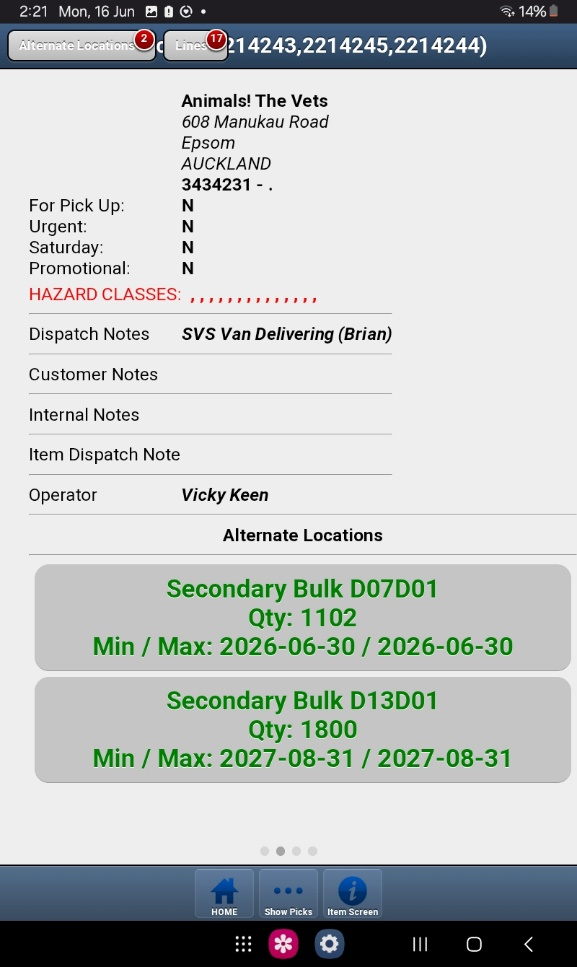 2:21 Mon, 16 Jun
14%
Alternate Locations 2
Lines 17
214243,2214245,2214244)
Animals! The Vets
608 Manukau Road
Epsom
AUCKLAND
3434231 - .
For Pick Up: N
Urgent: N
Saturday: N
Promotional: N
HAZARD CLASSES: , , , , , , , , , , , , , ,
Dispatch Notes SVS Van Delivering (Brian)
Customer Notes
Internal Notes
Item Dispatch Note
Operator Vicky Keen
Alternate Locations
Secondary Bulk D07D01
Qty: 1102
Min / Max: 2026-06-30 / 2026-06-30
Secondary Bulk D13D01
Qty: 1800
Min / Max: 2027-08-31 / 2027-08-31
HOME
Show Picks
Item Screen